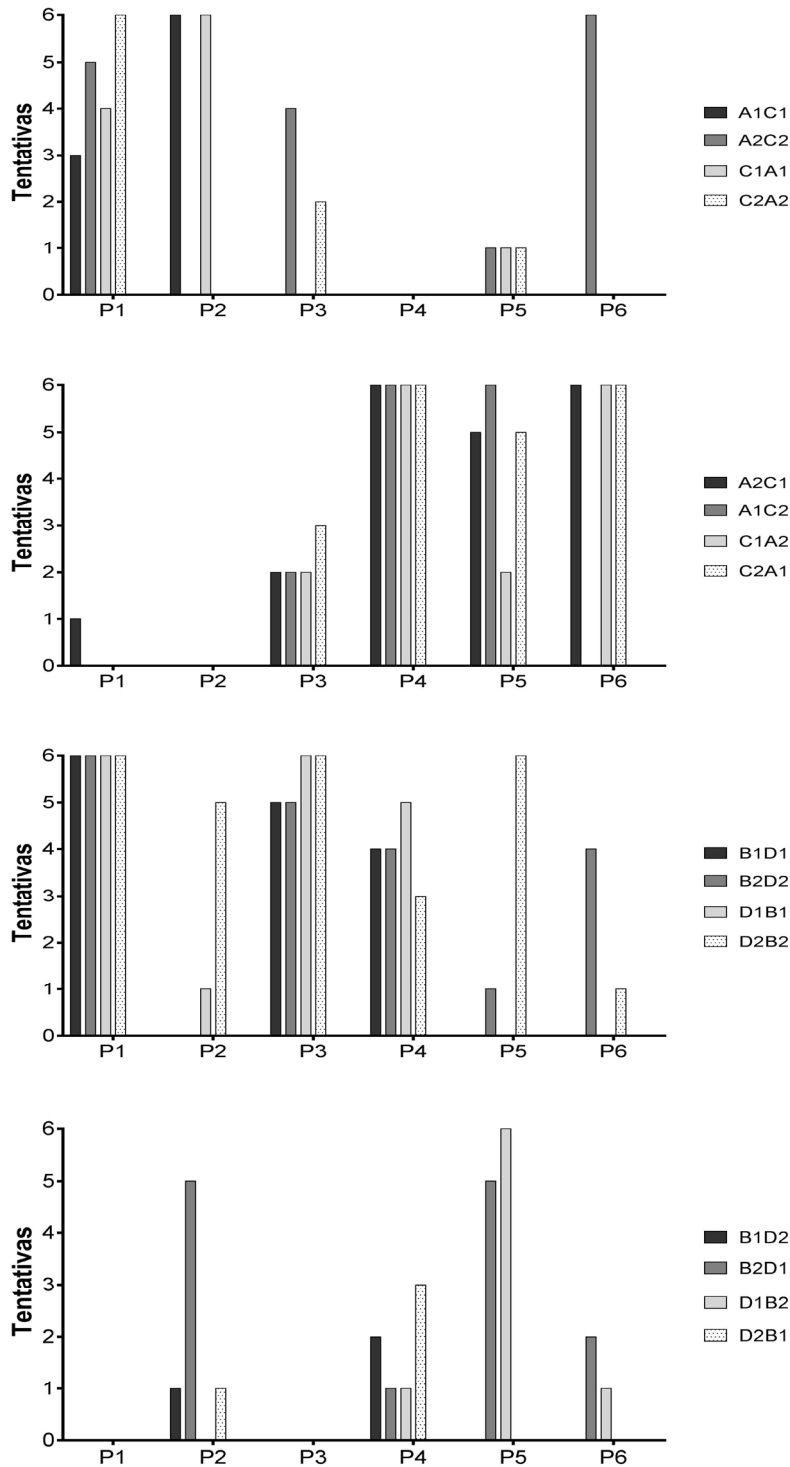 6
5
4
3
2
1
0
Tentativas
P1 P2 P3 P4 P5 P6
A1C1
A2C2
C1A1
C2A2
6
5
4
3
2
1
0
Tentativas
P1 P2 P3 P4 P5 P6
A2C1
A1C2
C1A2
C2A1
6
5
4
3
2
1
0
Tentativas
P1 P2 P3 P4 P5 P6
B1D1
B2D2
D1B1
D2B2
6
5
4
3
2
1
0
Tentativas
P1 P2 P3 P4 P5 P6
B1D2
B2D1
D1B2
D2B1